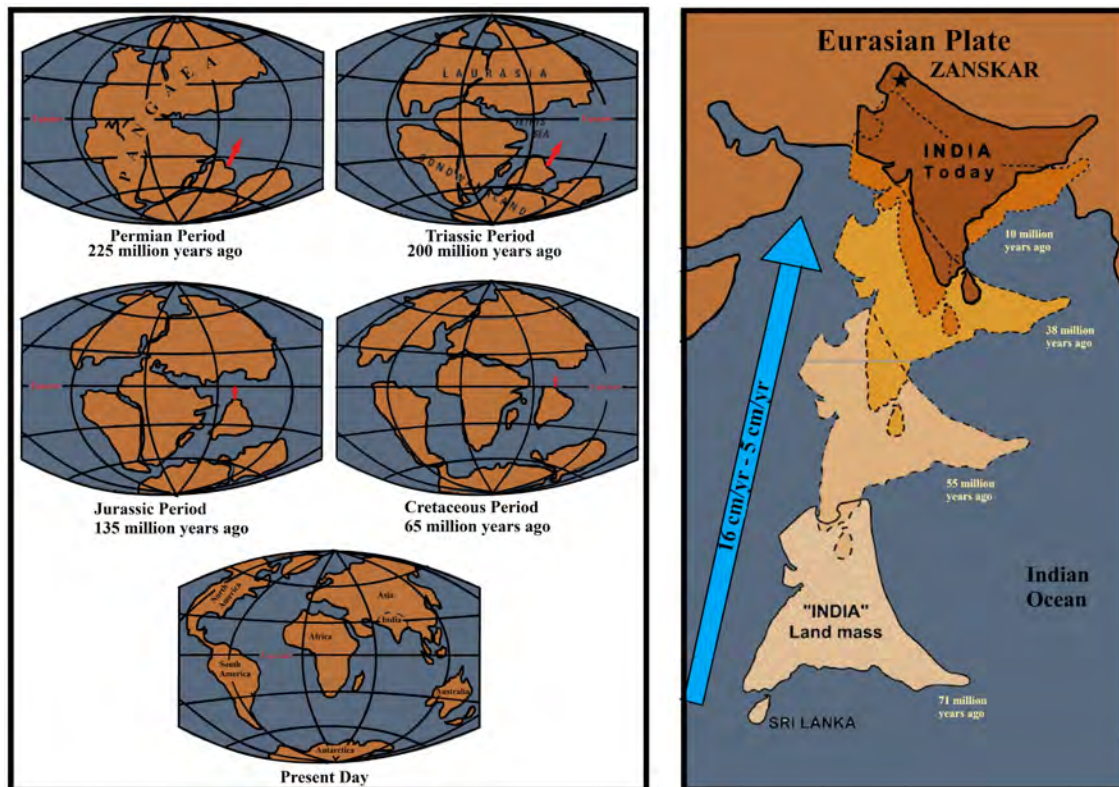 PANGAEA
Permian Period
225 million years ago
LAURASIA
GONDWANALAND
Triassic Period
200 million years ago
Jurassic Period
135 million years ago
Cretaceous Period
65 million years ago
North
America
Asia
India
Africa
South
America
Australia
Antarctica
Present Day
Eurasian Plate
ZANSKAR
INDIA
Today
10 million
years ago
38 million
years ago
16 cm/yr - 5 cm/yr
55 million
years ago
Indian
Ocean
"INDIA"
Land mass
71 million
years ago
SRI LANKA